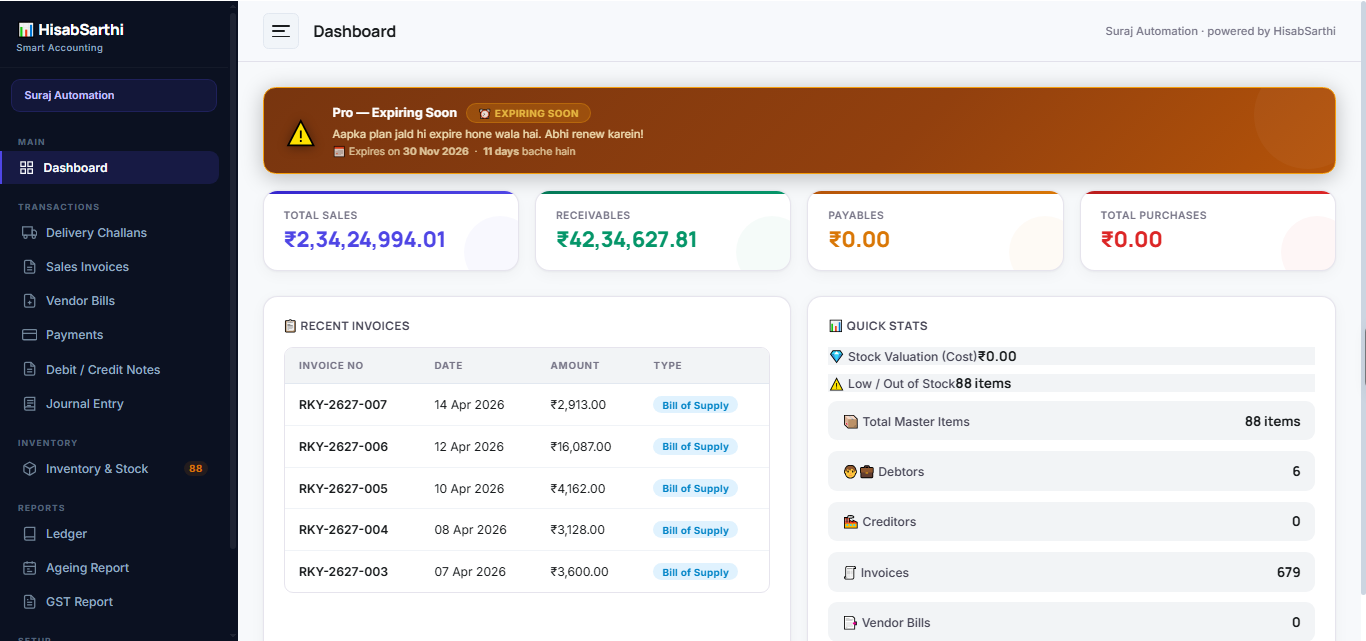 HisabSarthi
Smart Accounting
Suraj Automation
MAIN
Dashboard
TRANSACTIONS
Delivery Challans
Sales Invoices
Vendor Bills
Payments
Debit / Credit Notes
Journal Entry
INVENTORY
Inventory & Stock 88
REPORTS
Ledger
Ageing Report
GST Report
SETUP
Dashboard
Suraj Automation · powered by HisabSarthi
Pro — Expiring Soon EXPIRING SOON
Aapka plan jald hi expire hone wala hai. Abhi renew karein!
Expires on 30 Nov 2026 · 11 days bache hain
TOTAL SALES
₹2,34,24,994.01
RECEIVABLES
₹42,34,627.81
PAYABLES
₹0.00
TOTAL PURCHASES
₹0.00
RECENT INVOICES
INVOICE NO DATE AMOUNT TYPE
RKY-2627-007 14 Apr 2026 ₹2,913.00 Bill of Supply
RKY-2627-006 12 Apr 2026 ₹16,087.00 Bill of Supply
RKY-2627-005 10 Apr 2026 ₹4,162.00 Bill of Supply
RKY-2627-004 08 Apr 2026 ₹3,128.00 Bill of Supply
RKY-2627-003 07 Apr 2026 ₹3,600.00 Bill of Supply
QUICK STATS
Stock Valuation (Cost)₹0.00
Low / Out of Stock88 items
Total Master Items 88 items
Debtors 6
Creditors 0
Invoices 679
Vendor Bills 0